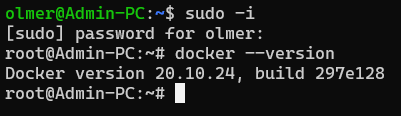 olmer@Admin-PC:~$ sudo -i
[sudo] password for olmer:
root@Admin-PC:~# docker --version
Docker version 20.10.24, build 297e128
root@Admin-PC:~#